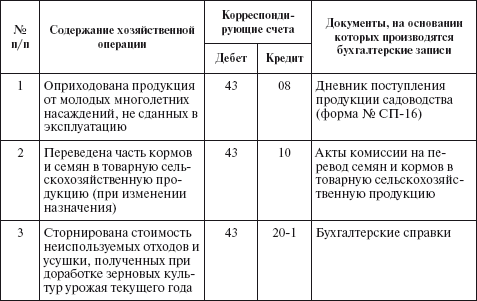 №
п/п
Содержание хозяйственной
операции
Корреспонди-
рующие счета
Дебет
Кредит
Документы, на основании
которых производятся
бухгалтерские записи
1
Оприходована продукция
от молодых многолетних
насаждений, не сданных в
эксплуатацию
43
08
Дневник поступления
продукции садоводства
(форма № СП-16)
2
Переведена часть кормов
и семян в товарную сель-
скохозяйственную про-
дукцию (при изменении
назначения)
43
10
Акты комиссии на пе-
ревод семян и кормов в
товарную сельскохозяйс-
твенную продукцию
3
Сторнирована стоимость
неиспользуемых отходов и
усушки, полученных при
доработке зерновых куль-
тур урожая текущего года
43
20-1
Бухгалтерские справки